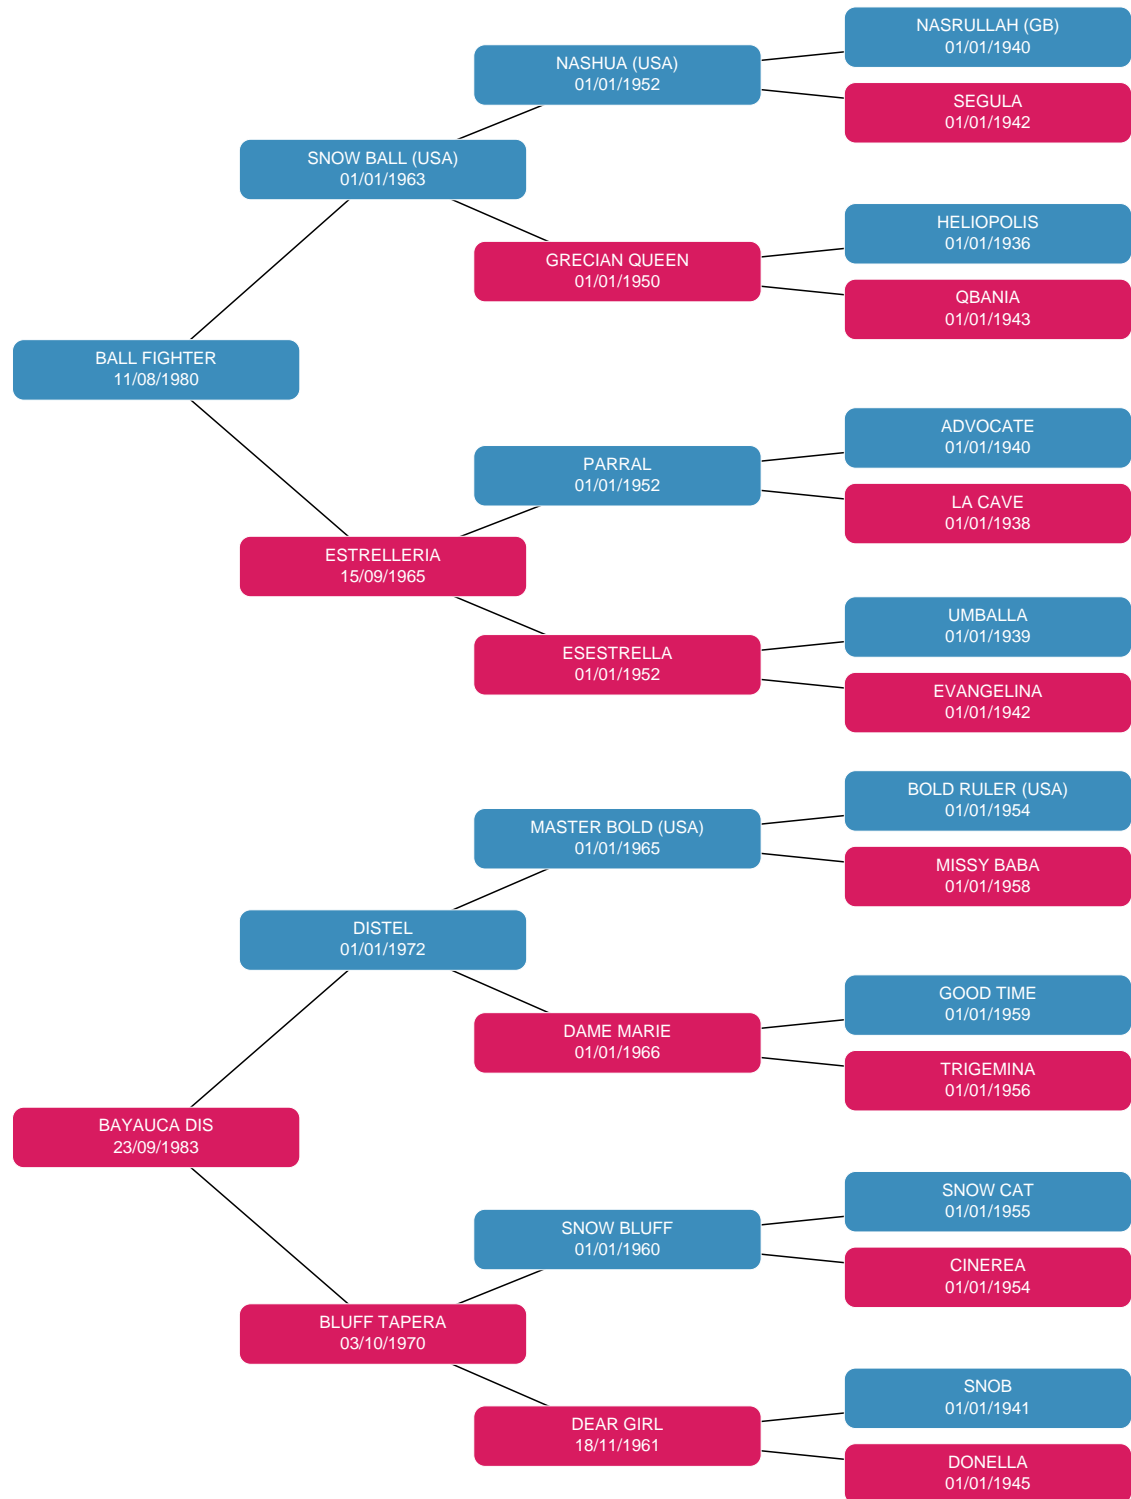 NASRULLAH (GB)
01/01/1940
NASHUA (USA)
01/01/1952
SEGULA
01/01/1942
SNOW BALL (USA)
01/01/1963
HELIOPOLIS
01/01/1936
GRECIAN QUEEN
01/01/1950
QBANIA
01/01/1943
BALL FIGHTER
11/08/1980
ADVOCATE
01/01/1940
PARRAL
01/01/1952
LA CAVE
01/01/1938
ESTRELLERIA
15/09/1965
UMBALLA
01/01/1939
ESESTRELLA
01/01/1952
EVANGELINA
01/01/1942
BOLD RULER (USA)
01/01/1954
MASTER BOLD (USA)
01/01/1965
MISSY BABA
01/01/1958
DISTEL
01/01/1972
GOOD TIME
01/01/1959
DAME MARIE
01/01/1966
TRIGEMINA
01/01/1956
BAYAUCA DIS
23/09/1983
SNOW CAT
01/01/1955
SNOW BLUFF
01/01/1960
CINEREA
01/01/1954
BLUFF TAPERA
03/10/1970
SNOB
01/01/1941
DEAR GIRL
18/11/1961
DONELLA
01/01/1945